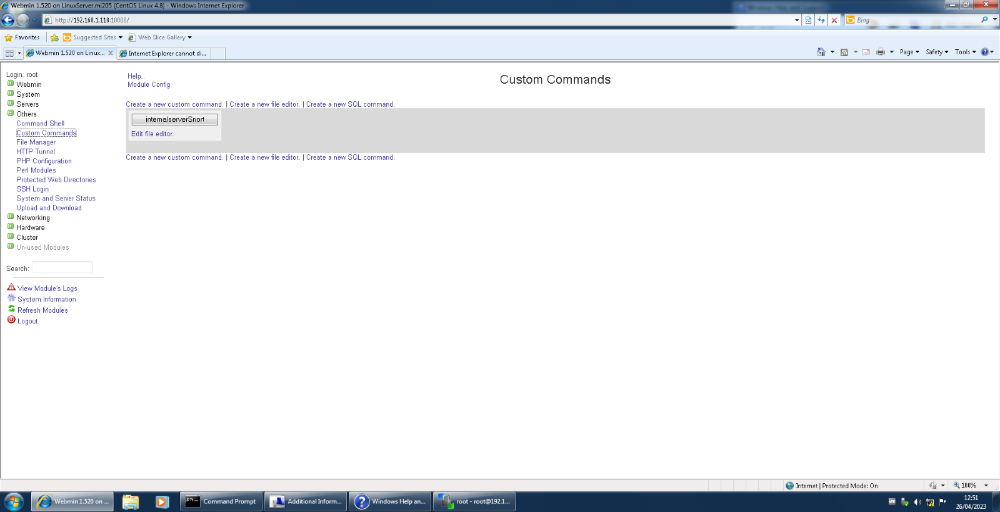 Webmin 1.520 on LinuxServer.mi205 (CentOS Linux 4.8) - Windows Internet Explorer
http://192.168.1.118:10000/
Bing
Favorites
Suggested Sites
Web Slice Gallery
Webmin 1.520 on Linux...
Internet Explorer cannot di...
Page
Safety
Tools
Login: root
Webmin
System
Servers
Others
Command Shell
Custom Commands
File Manager
HTTP Tunnel
PHP Configuration
Perl Modules
Protected Web Directories
SSH Login
System and Server Status
Upload and Download
Networking
Hardware
Cluster
Un-used Modules
Search:
View Module's Logs
System Information
Refresh Modules
Logout
Help..
Module Config
Custom Commands
Create a new custom command. | Create a new file editor. | Create a new SQL command.
internalserverSnort
Edit file editor.
Create a new custom command. | Create a new file editor. | Create a new SQL command.
Internet | Protected Mode: On
100%
Webmin 1.520 on ...
Command Prompt
Additional Inform...
Windows Help an...
root - root@192.1...
12:51
26/04/2023